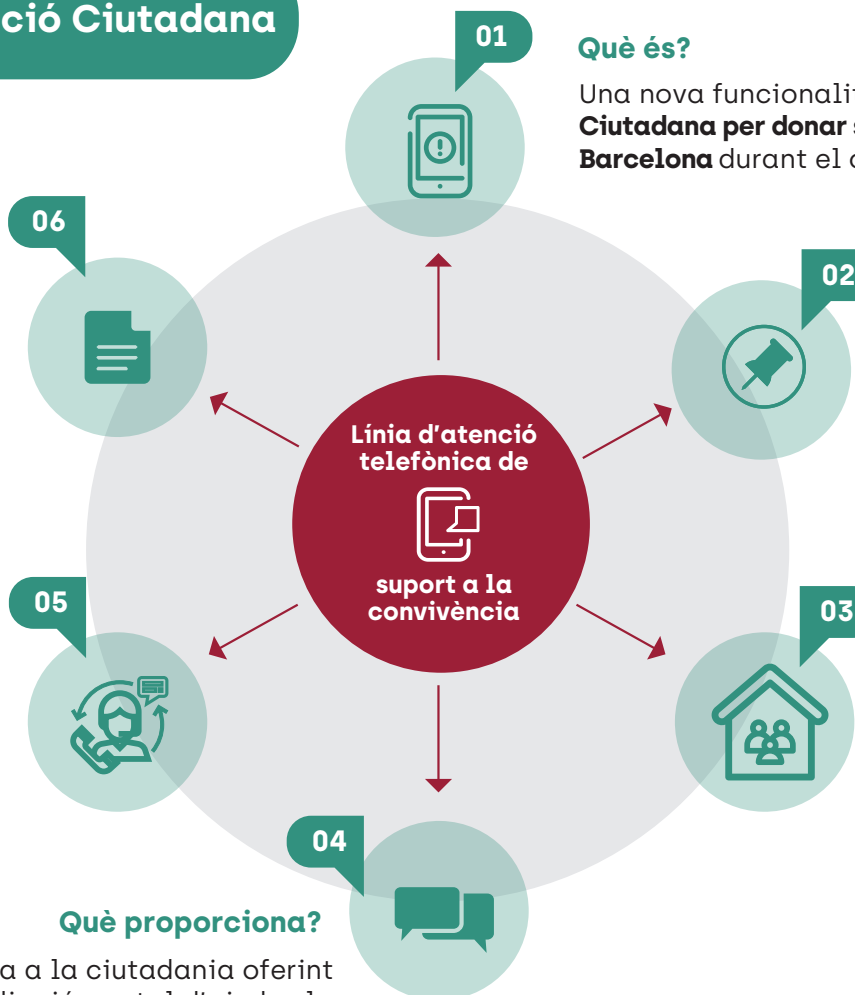 ció Ciutadana
01
Què és?
Una nova funcionali
Ciutadana per donar
Barcelona durant el
06
02
Línia d'atenció
telefònica de
suport a la
convivència
05
03
04
Què proporciona?
a a la ciutadania oferint